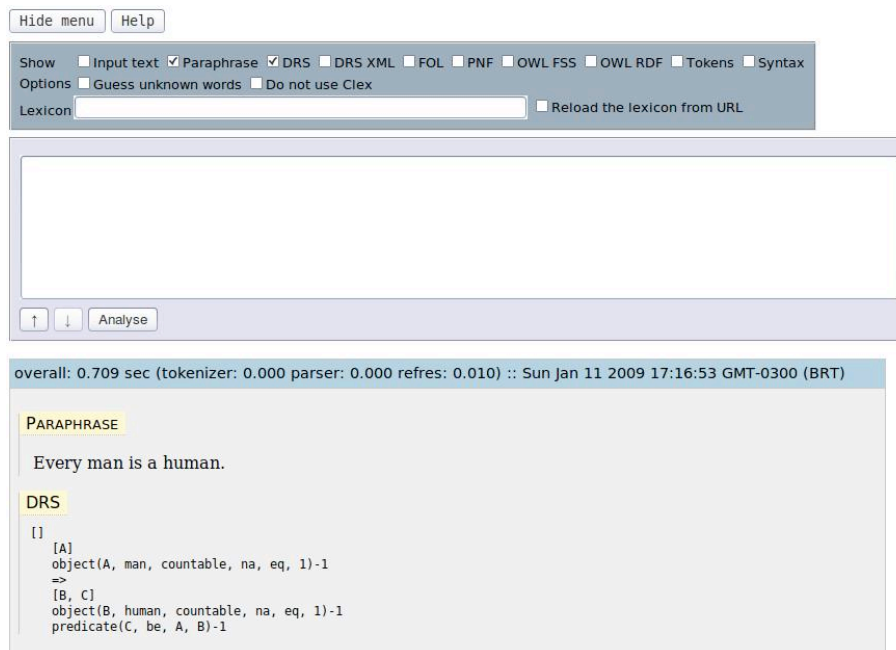 Hide menu Help
Show Input text Paraphrase DRS DRS XML FOL PNF OWL FSS OWL RDF Tokens Syntax
Options Guess unknown words Do not use Clex
Lexicon Reload the lexicon from URL
↑ ↓ Analyse
overall: 0.709 sec (tokenizer: 0.000 parser: 0.000 refres: 0.010) :: Sun Jan 11 2009 17:16:53 GMT-0300 (BRT)
PARAPHRASE
Every man is a human.
DRS
[]
[A]
object(A, man, countable, na, eq, 1)-1
=>
[B, C]
object(B, human, countable, na, eq, 1)-1
predicate(C, be, A, B)-1